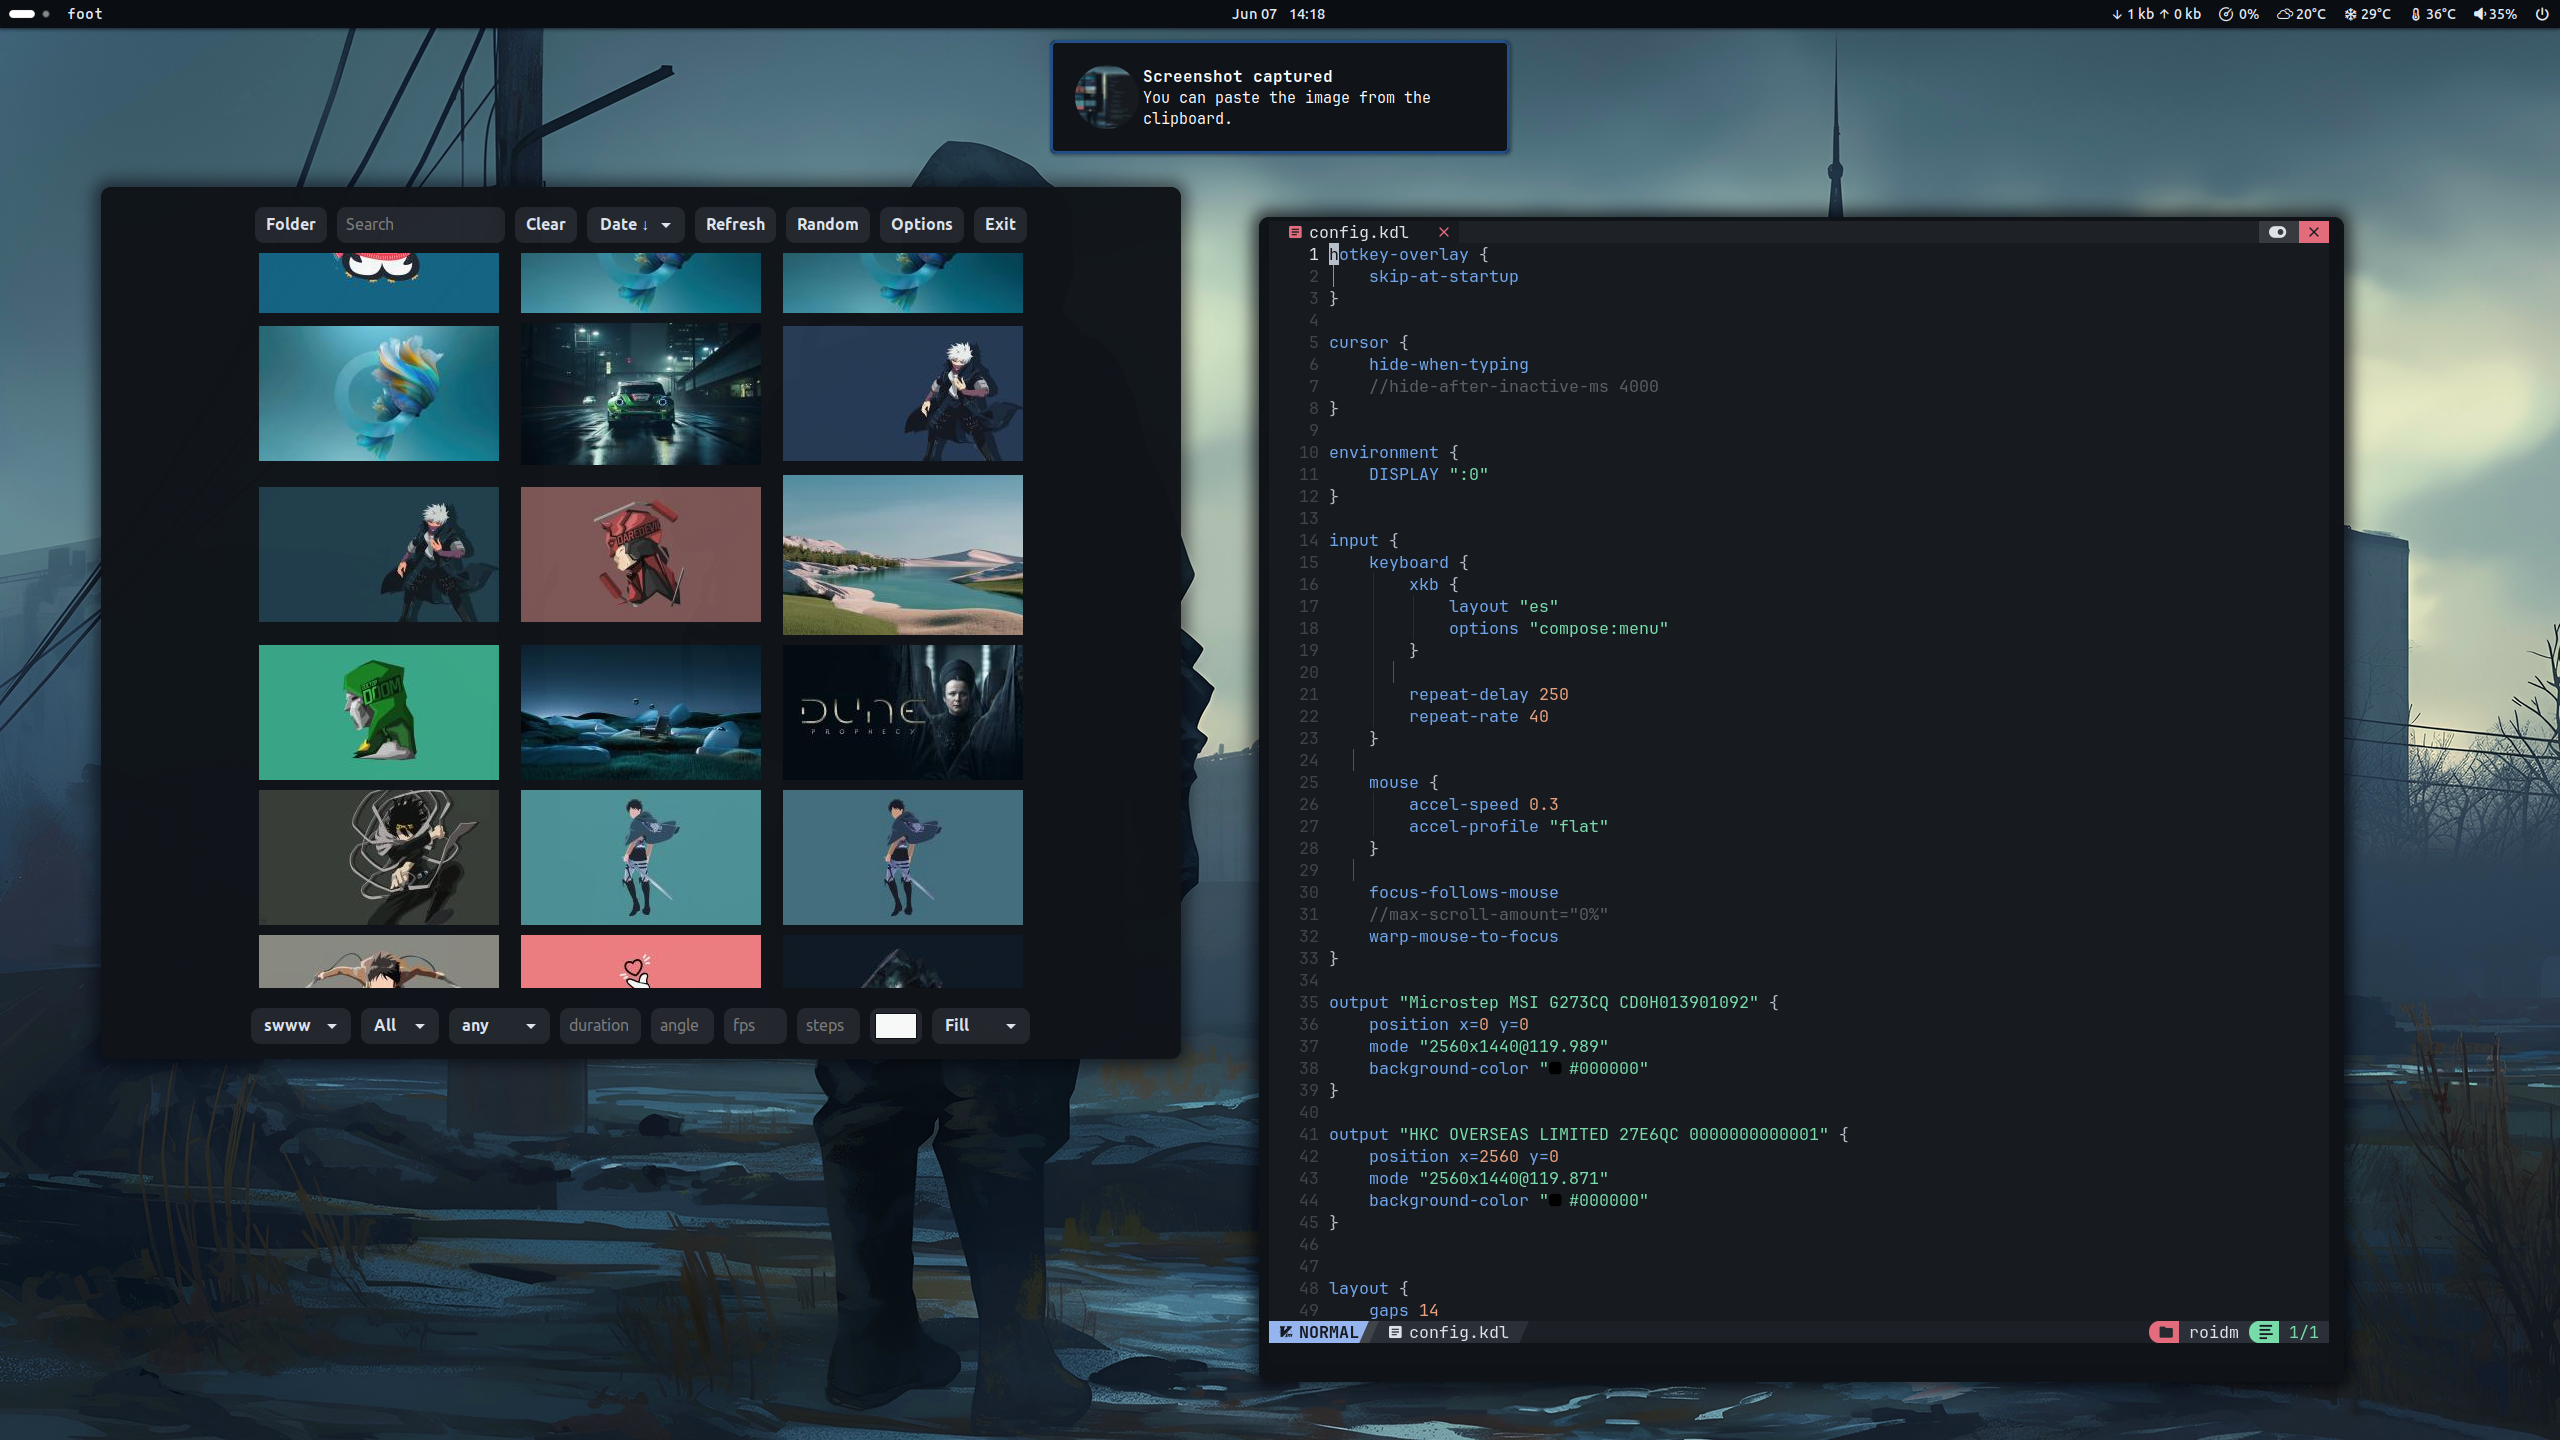 foot
Jun 07 14:18
↓ 1 kb ↑ 0 kb 0% 20°C 29°C 36°C 35%
Screenshot captured
You can paste the image from the
clipboard.
Folder Search Clear Date ↓ Refresh Random Options Exit
DAREDEVIL
DOOM
DUNE
PROPHECY
swww All any duration angle fps steps Fill
config.kdl
1 hotkey-overlay {
2     skip-at-startup
3 }
4
5 cursor {
6     hide-when-typing
7     //hide-after-inactive-ms 4000
8 }
9
10 environment {
11     DISPLAY ":0"
12 }
13
14 input {
15     keyboard {
16         xkb {
17             layout "es"
18             options "compose:menu"
19         }
20
21         repeat-delay 250
22         repeat-rate 40
23     }
24
25     mouse {
26         accel-speed 0.3
27         accel-profile "flat"
28     }
29
30     focus-follows-mouse
31     //max-scroll-amount="0%"
32     warp-mouse-to-focus
33 }
34
35 output "Microstep MSI G273CQ CD0H013901092" {
36     position x=0 y=0
37     mode "2560x1440@119.989"
38     background-color "#000000"
39 }
40
41 output "HKC OVERSEAS LIMITED 27E6QC 0000000000001" {
42     position x=2560 y=0
43     mode "2560x1440@119.871"
44     background-color "#000000"
45 }
46
47
48 layout {
49     gaps 14
NORMAL config.kdl roidm 1/1